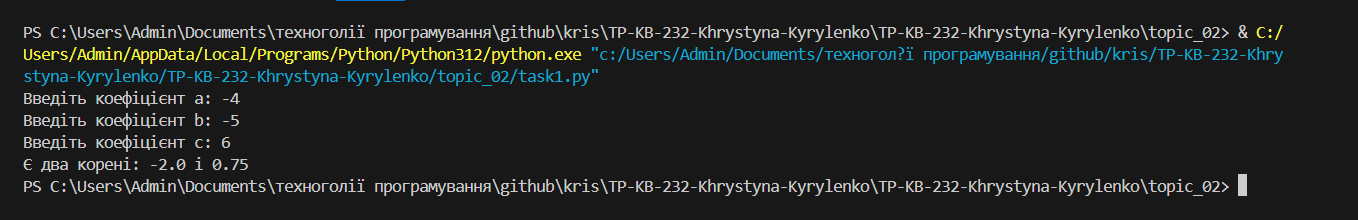 PS C:\Users\Admin\Documents\техноголії програмування\github\kris\TP-KB-232-Khrystyna-Kyrylenko\TP-KB-232-Khrystyna-Kyrylenko\topic_02> & C:/
Users/Admin/AppData/Local/Programs/Python/Python312/python.exe "c:/Users/Admin/Documents/техногол?ї програмування/github/kris/TP-KB-232-Khry
styna-Kyrylenko/TP-KB-232-Khrystyna-Kyrylenko/topic_02/task1.py"
Введіть коефіцієнт a: -4
Введіть коефіцієнт b: -5
Введіть коефіцієнт c: 6
Є два корені: -2.0 і 0.75
PS C:\Users\Admin\Documents\техноголії програмування\github\kris\TP-KB-232-Khrystyna-Kyrylenko\TP-KB-232-Khrystyna-Kyrylenko\topic_02>